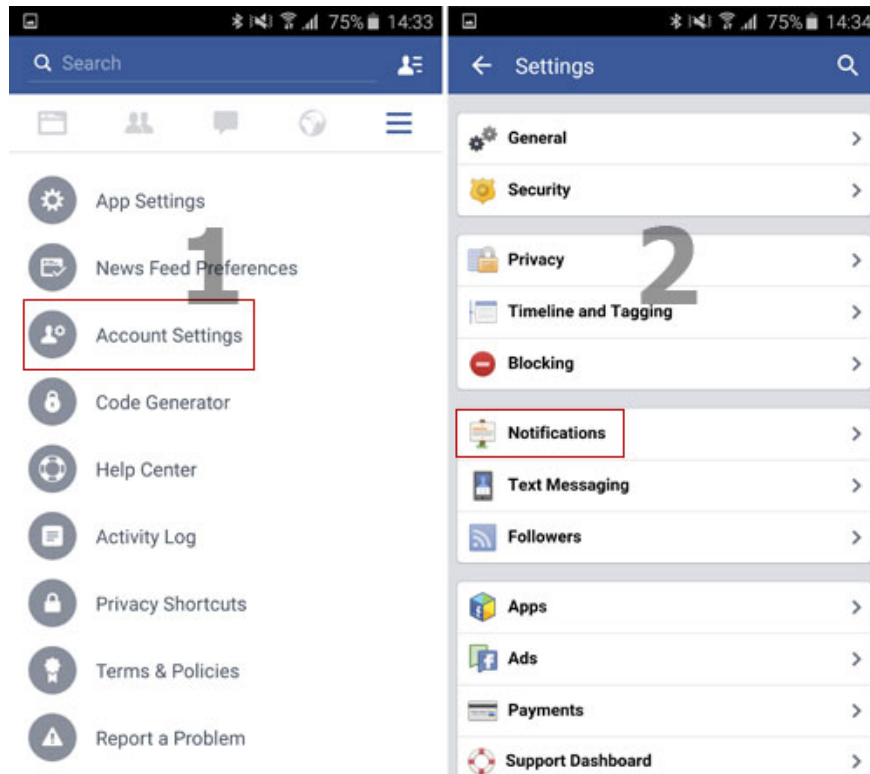 75% 14:33
Search
App Settings
1
News Feed Preferences
Account Settings
Code Generator
Help Center
Activity Log
Privacy Shortcuts
Terms & Policies
Report a Problem
75% 14:34
Settings
General
Security
2
Privacy
Timeline and Tagging
Blocking
Notifications
Text Messaging
Followers
Apps
Ads
Payments
Support Dashboard